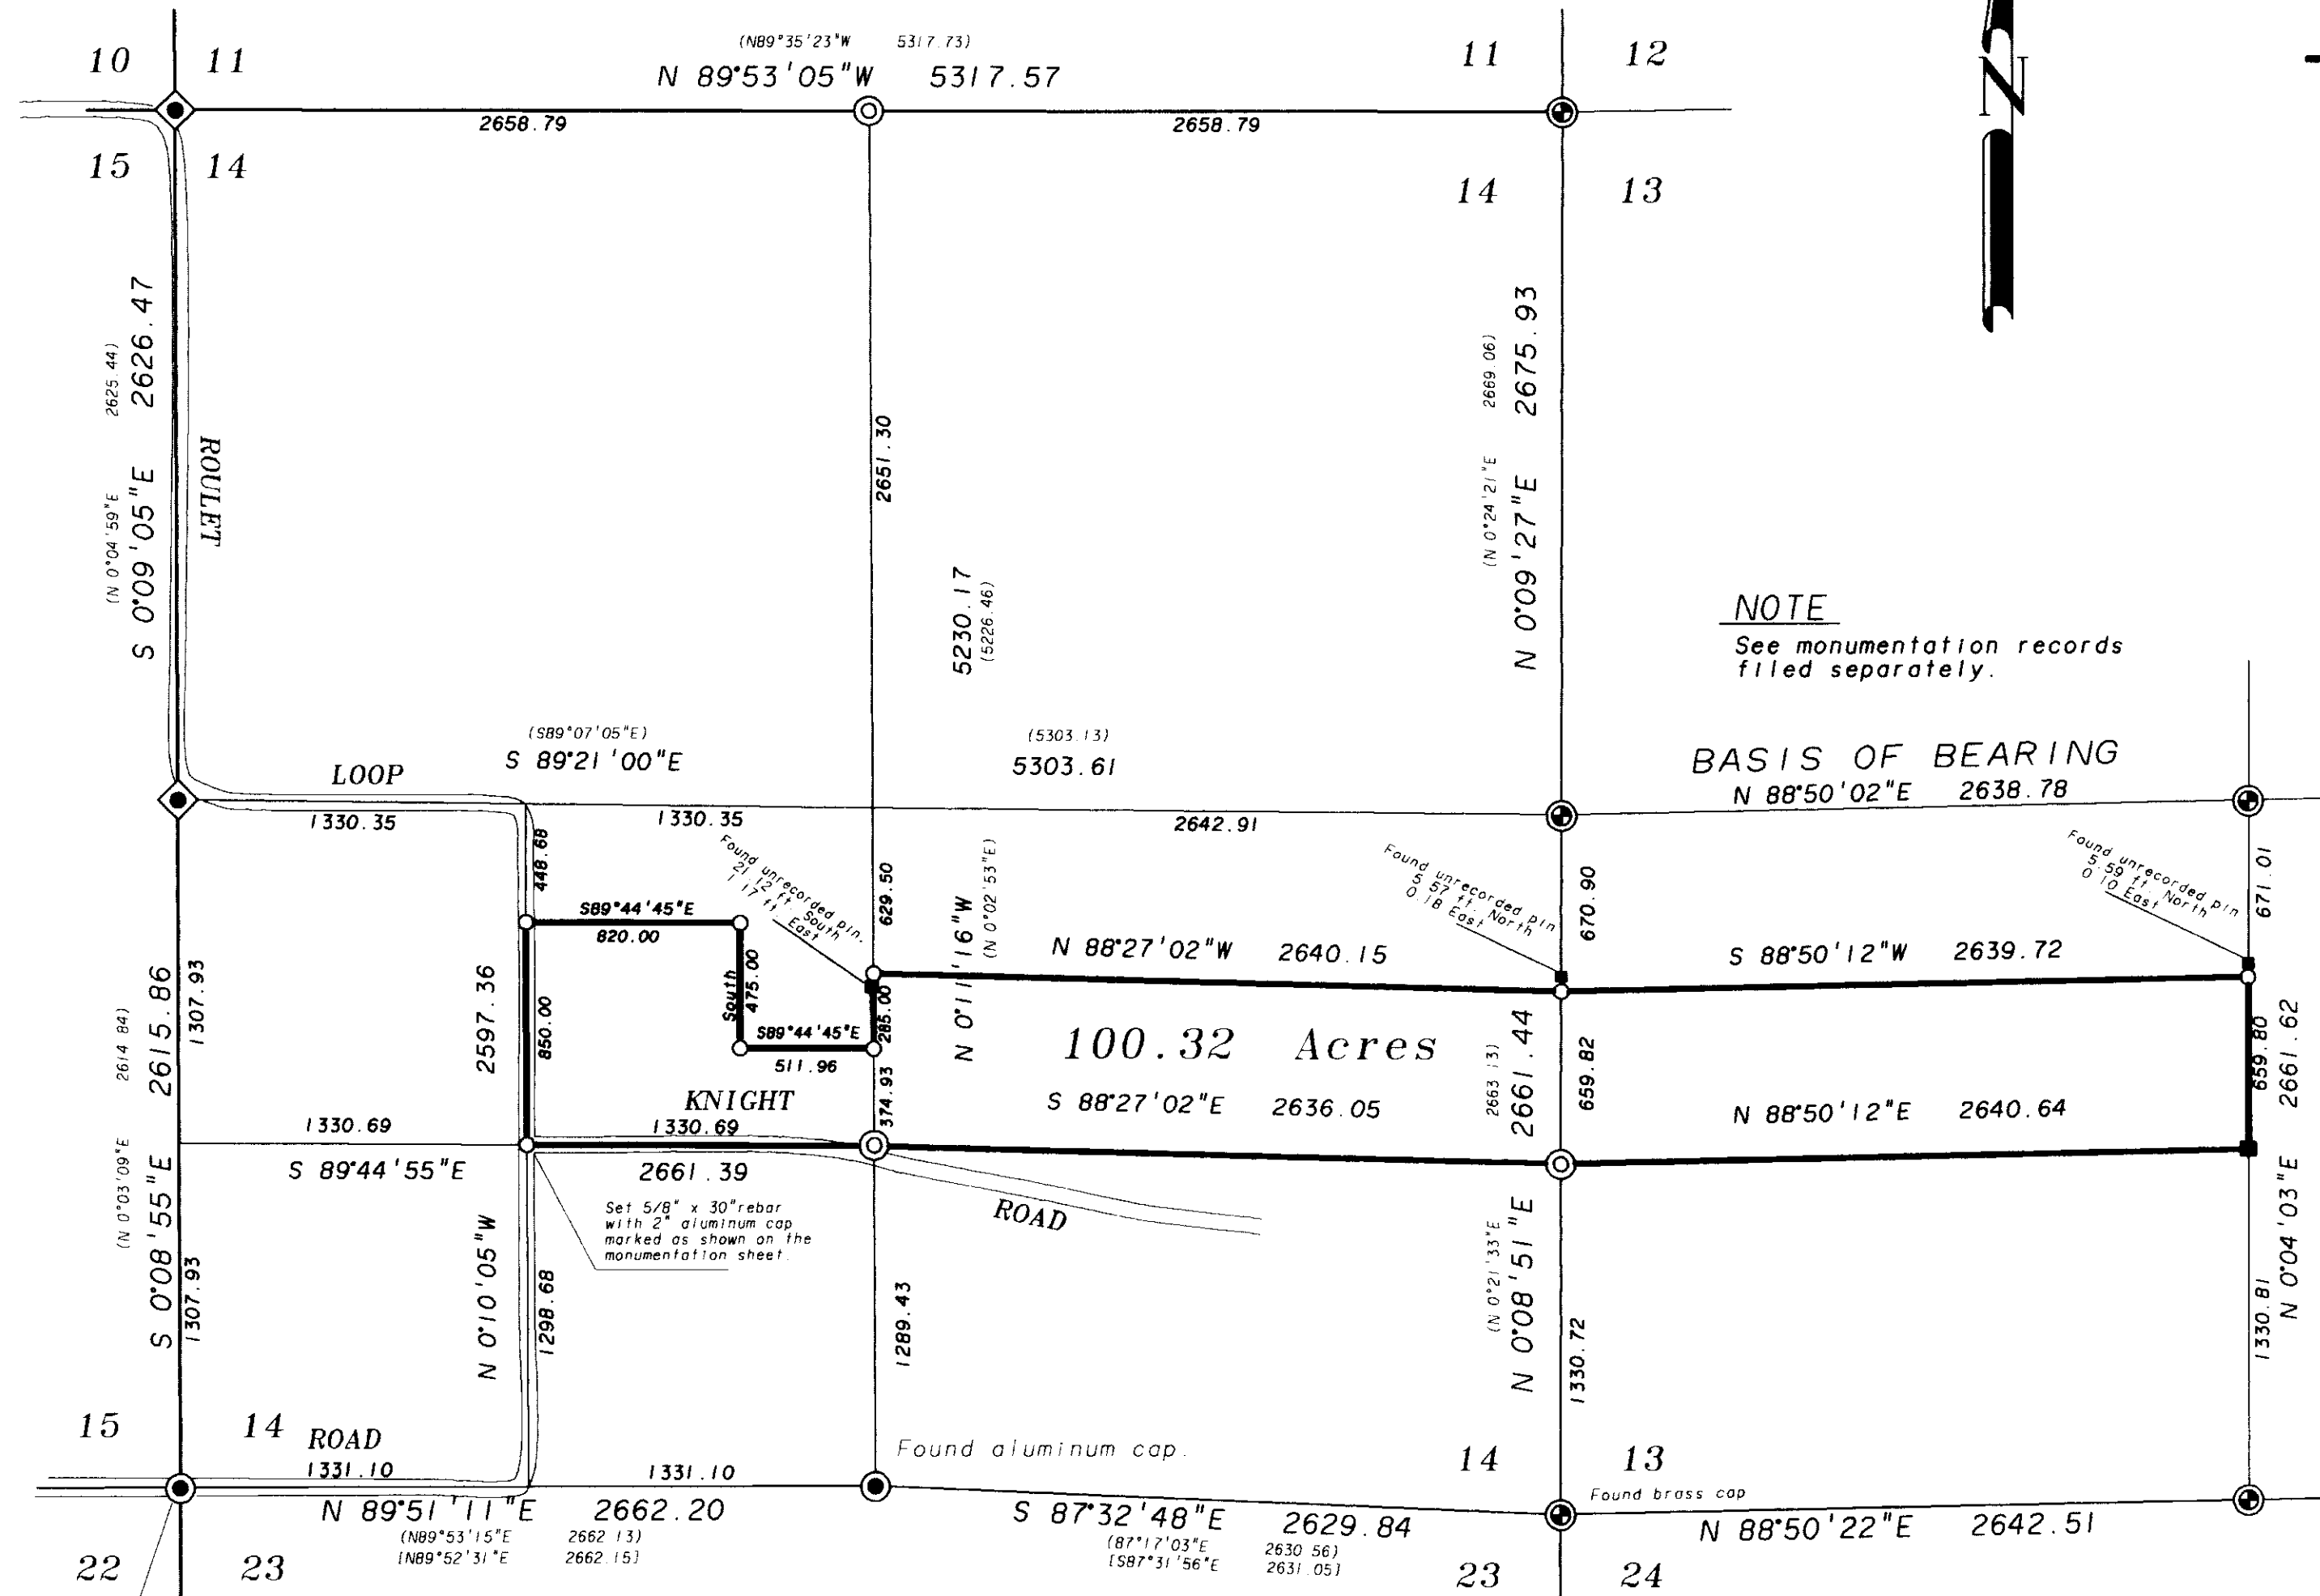 10 11
(N89°35'23"W 5317.73)
N 89°53'05"W 5317.57
11 12
N
2658.79
2658.79
15 14
14 13
(N 0°04'59"E 2625.44)
S 0°09'05"E 2626.47
ROULET
2651.30
5230.17
(5226.46)
(N 0°24'21"E 2669.06)
N 0°09'27"E 2675.93
NOTE
See monumentation records
filed separately.
(S89°07'05"E)
S 89°21'00"E
(5303.13)
5303.61
BASIS OF BEARING
N 88°50'02"E 2638.78
LOOP
1330.35
1330.35
2642.91
448.68
Found unrecorded pin.
21.12 ft. South
1.17 ft. East
629.50
N 0°11'16"W
(N 0°02'53"E)
Found unrecorded pin
5.57 ft. North
0.18 East
670.90
Found unrecorded pin
5.59 ft. North
0.10 East
671.01
S89°44'45"E
820.00
South
475.00
N 88°27'02"W 2640.15
S 88°50'12"W 2639.72
(N 0°03'09"E 2614.84)
S 0°08'55"E 2615.86
1307.93
2597.36
850.00
S89°44'45"E
511.96
285.00
100.32 Acres
(2663.13)
2661.44
659.82
659.80
2661.62
KNIGHT
374.93
S 88°27'02"E 2636.05
N 88°50'12"E 2640.64
1330.69
1330.69
S 89°44'55"E
2661.39
Set 5/8" x 30"rebar
with 2" aluminum cap
marked as shown on the
monumentation sheet.
ROAD
1307.93
N 0°10'05"W
1298.68
1289.43
(N 0°21'33"E
N 0°08'51"E
1330.72
1330.81
N 0°04'03"E
15 14
ROAD
1331.10
1331.10
Found aluminum cap.
14 13
Found brass cap
N 89°51'11"E 2662.20
(N89°53'15"E 2662.13)
[N89°52'31"E 2662.15]
S 87°32'48"E 2629.84
(87°17'03"E 2630.56)
[S87°31'56"E 2631.05]
N 88°50'22"E 2642.51
22 23
23 24